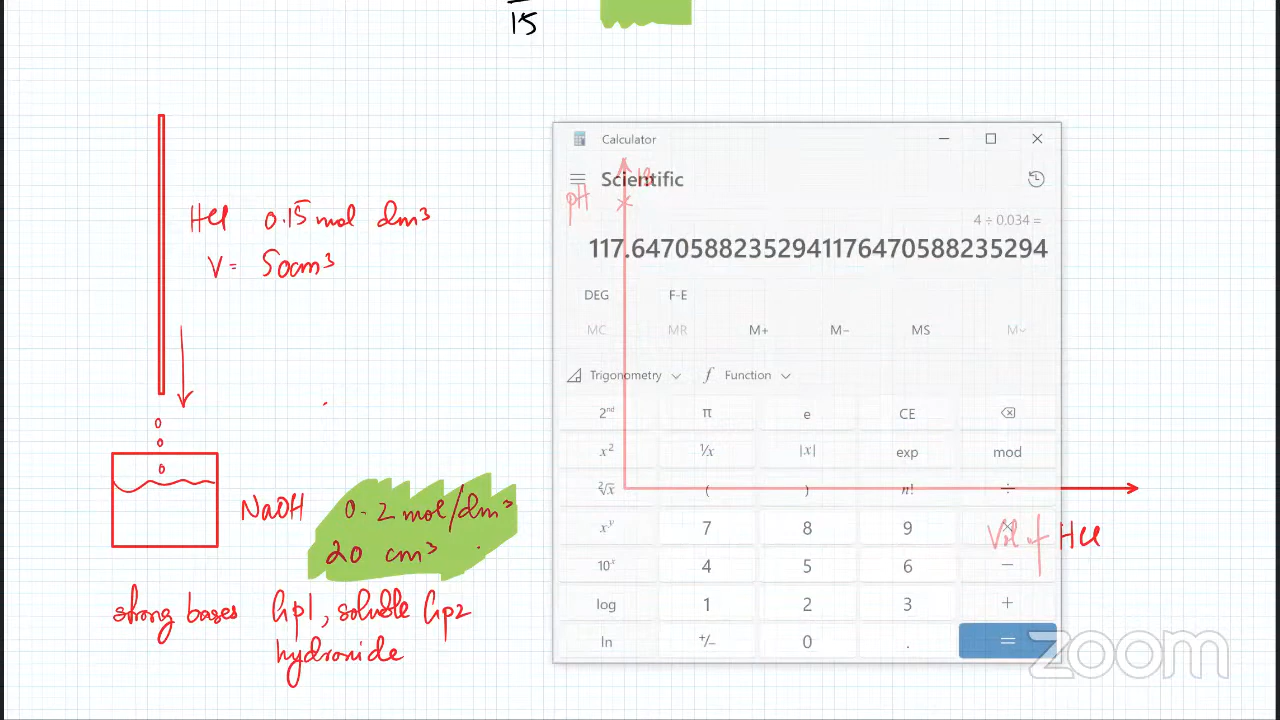 15
HCl 0.15 mol dm³
V = 50cm³
NaOH 0.2 mol/dm³
20 cm³
strong bases Gp1, soluble Gp2
hydroxide
Calculator
Scientific
pH
4 ÷ 0.034 =
117.64705882352941176470588235294
DEG F-E
MC MR M+ M− MS M
Trigonometry f Function
2ⁿᵈ π e CE
x² ¹/x |x| exp mod
²√x ( ) n! ÷
xʸ 7 8 9 ×
Vol of HCl
10ˣ 4 5 6 −
log 1 2 3 +
ln +/− 0 . =
zoom